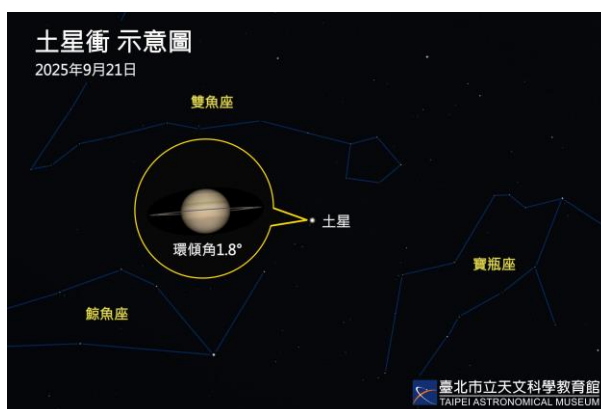 土星衝 示意圖
2025年9月21日
雙魚座
土星
環傾角1.8°
寶瓶座
鯨魚座
臺北市立天文科學教育館
TAIPEI ASTRONOMICAL MUSEUM